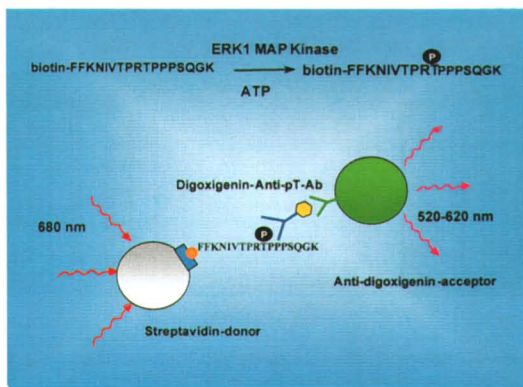 ERK1 MAP Kinase
P
biotin-FFKNIVTPRTPPPSQGK
biotin-FFKNIVTPRTPPPSQGK
ATP
Digoxigenin-Anti-pT-Ab
680 nm
520-620 nm
P
FFKNIVTPRTPPPSQGK
Anti-digoxigenin-acceptor
Streptavidin-donor